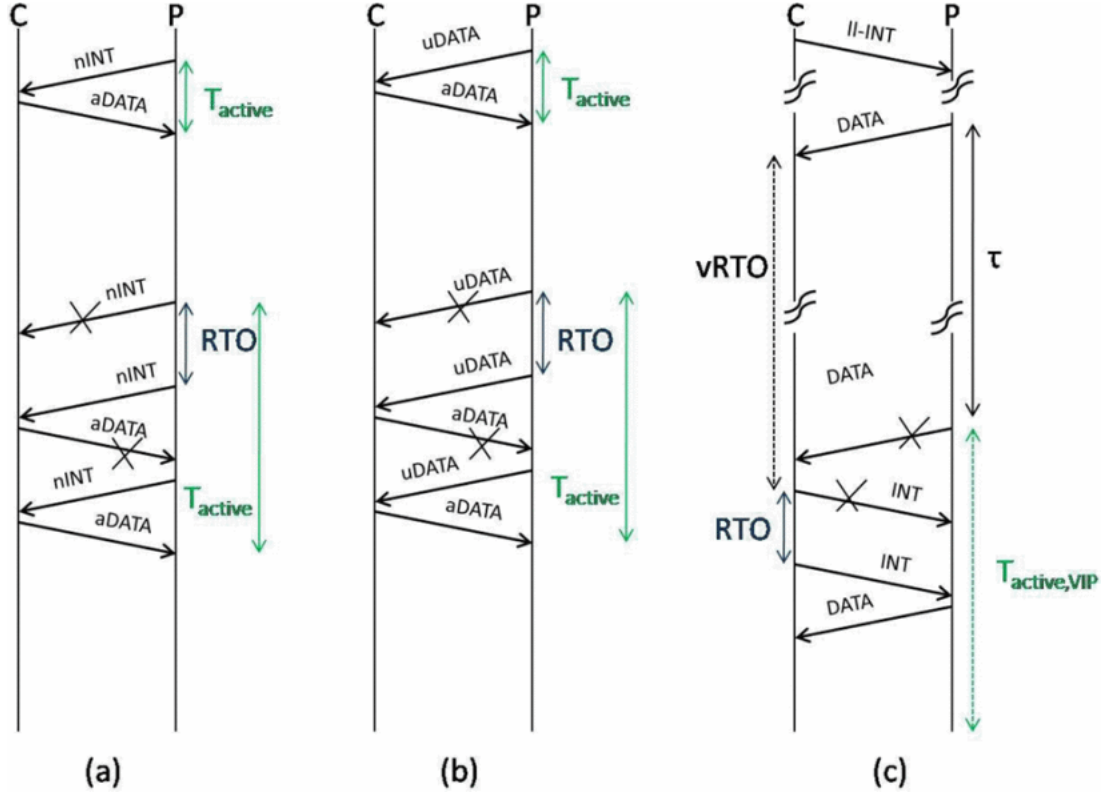 C P
nINT
aDATA
Tactive
nINT
RTO
nINT
aDATA
nINT
Tactive
aDATA
(a)
C P
uDATA
aDATA
Tactive
uDATA
RTO
uDATA
aDATA
uDATA
Tactive
aDATA
(b)
C P
ll-INT
DATA
vRTO
τ
DATA
INT
RTO
INT
Tactive,VIP
DATA
(c)